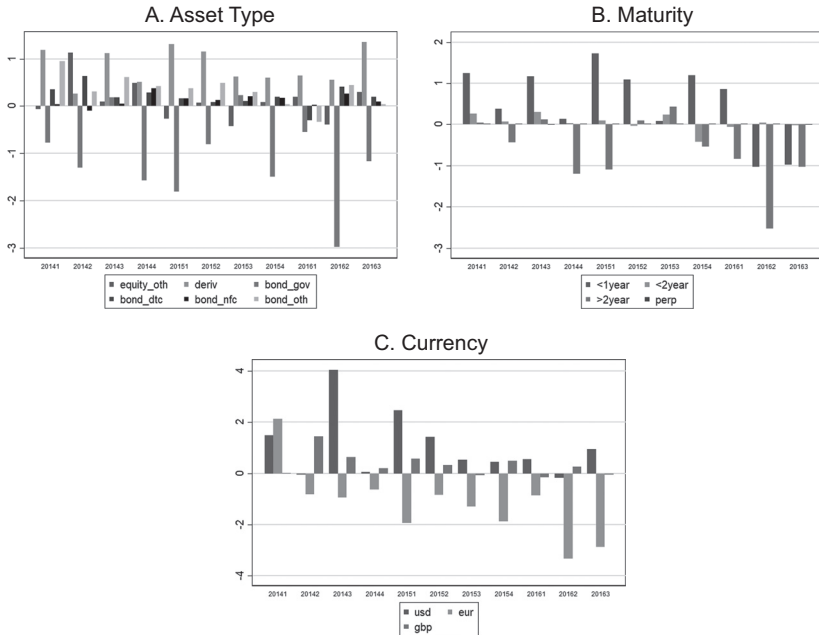 A. Asset Type
1
0
-1
-2
-3
20141 20142 20143 20144 20151 20152 20153 20154 20161 20162 20163
equity_oth deriv bond_gov
bond_dtc bond_nfc bond_oth
B. Maturity
2
1
0
-1
-2
-3
20141 20142 20143 20144 20151 20152 20153 20154 20161 20162 20163
<1year <2year
>2year perp
C. Currency
4
2
0
-2
-4
20141 20142 20143 20144 20151 20152 20153 20154 20161 20162 20163
usd eur
gbp